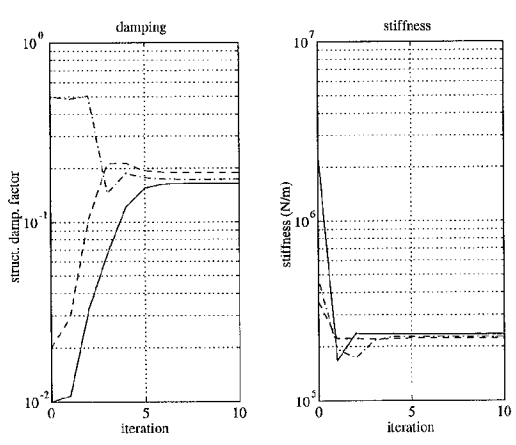 damping
10^0
10^-1
10^-2
struct. damp. factor
0 5 10
iteration
stiffness
10^7
10^6
10^5
stiffness (N/m)
0 5 10
iteration